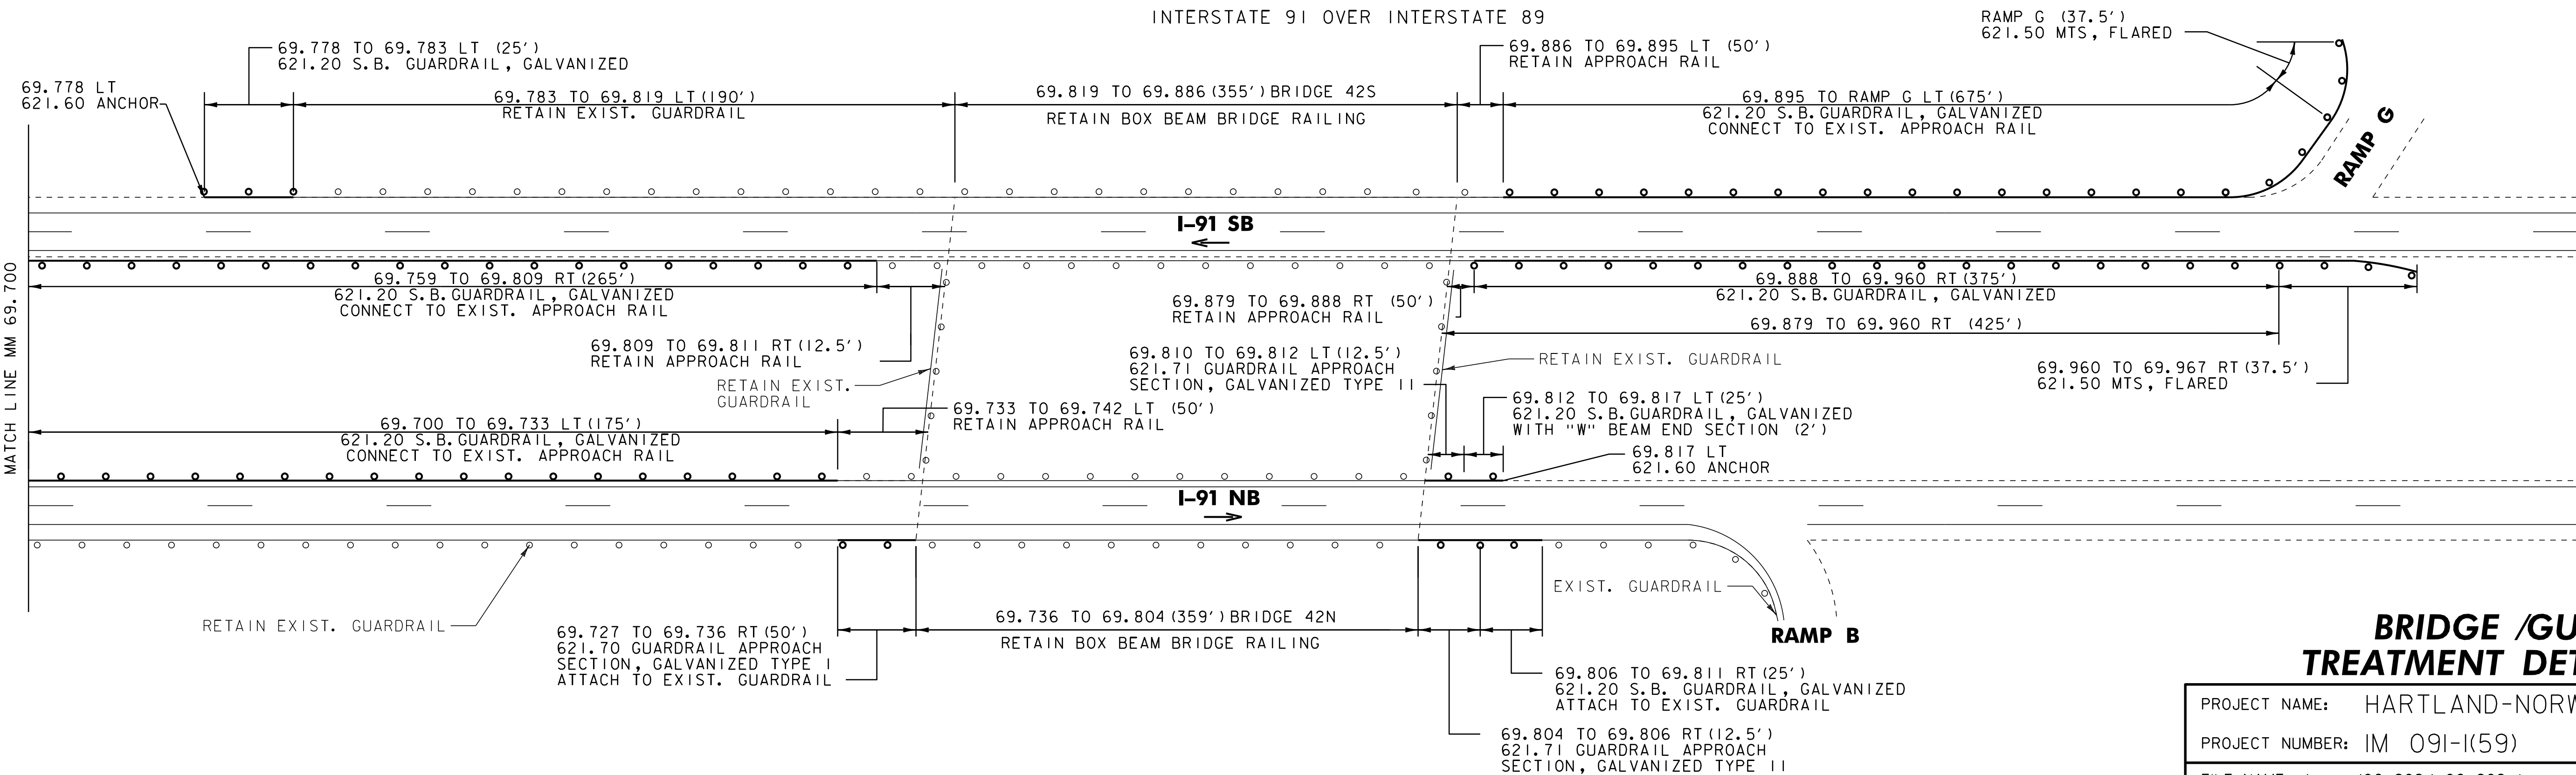 INTERSTATE 91 OVER INTERSTATE 89
RAMP G (37.5')
621.50 MTS, FLARED
69.778 TO 69.783 LT (25')
621.20 S.B. GUARDRAIL, GALVANIZED
69.886 TO 69.895 LT (50')
RETAIN APPROACH RAIL
69.778 LT
621.60 ANCHOR
69.783 TO 69.819 LT (190')
RETAIN EXIST. GUARDRAIL
69.819 TO 69.886 (355') BRIDGE 42S
RETAIN BOX BEAM BRIDGE RAILING
69.895 TO RAMP G LT (675')
621.20 S.B. GUARDRAIL, GALVANIZED
CONNECT TO EXIST. APPROACH RAIL
RAMP G
I-91 SB
MATCH LINE MM 69.700
69.759 TO 69.809 RT (265')
621.20 S.B. GUARDRAIL, GALVANIZED
CONNECT TO EXIST. APPROACH RAIL
69.879 TO 69.888 RT (50')
RETAIN APPROACH RAIL
69.888 TO 69.960 RT (375')
621.20 S.B. GUARDRAIL, GALVANIZED
69.879 TO 69.960 RT (425')
69.809 TO 69.811 RT (12.5')
RETAIN APPROACH RAIL
69.810 TO 69.812 LT (12.5')
621.71 GUARDRAIL APPROACH
SECTION, GALVANIZED TYPE II
RETAIN EXIST. GUARDRAIL
69.960 TO 69.967 RT (37.5')
621.50 MTS, FLARED
RETAIN EXIST.
GUARDRAIL
69.733 TO 69.742 LT (50')
RETAIN APPROACH RAIL
69.812 TO 69.817 LT (25')
621.20 S.B. GUARDRAIL, GALVANIZED
WITH "W" BEAM END SECTION (2')
69.700 TO 69.733 LT (175')
621.20 S.B. GUARDRAIL, GALVANIZED
CONNECT TO EXIST. APPROACH RAIL
69.817 LT
621.60 ANCHOR
I-91 NB
RETAIN EXIST. GUARDRAIL
EXIST. GUARDRAIL
69.727 TO 69.736 RT (50')
621.70 GUARDRAIL APPROACH
SECTION, GALVANIZED TYPE I
ATTACH TO EXIST. GUARDRAIL
69.736 TO 69.804 (359') BRIDGE 42N
RETAIN BOX BEAM BRIDGE RAILING
RAMP B
69.806 TO 69.811 RT (25')
621.20 S.B. GUARDRAIL, GALVANIZED
ATTACH TO EXIST. GUARDRAIL
69.804 TO 69.806 RT (12.5')
621.71 GUARDRAIL APPROACH
SECTION, GALVANIZED TYPE II
BRIDGE /GU
TREATMENT DET
PROJECT NAME: HARTLAND-NORW
PROJECT NUMBER: IM 091-1(59)